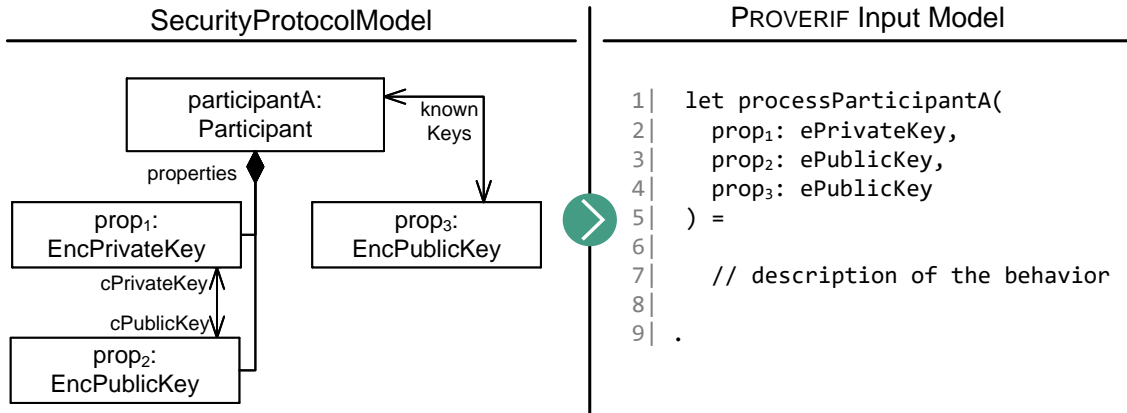 SecurityProtocolModel
participantA:
Participant
known
Keys
properties
prop₁:
EncPrivateKey
prop₃:
EncPublicKey
cPrivateKey
cPublicKey
prop₂:
EncPublicKey
PROVERIF Input Model
1| let processParticipantA(
2| prop₁: ePrivateKey,
3| prop₂: ePublicKey,
4| prop₃: ePublicKey
5| ) =
6|
7| // description of the behavior
8|
9| .